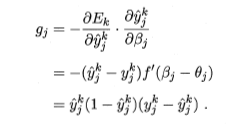 g_j = -\frac{\partial E_k}{\partial \hat{y}_j^k} \cdot \frac{\partial \hat{y}_j^k}{\partial \beta_j}
= -(\hat{y}_j^k - y_j^k) f'(\beta_j - \theta_j)
= \hat{y}_j^k (1 - \hat{y}_j^k)(y_j^k - \hat{y}_j^k) .